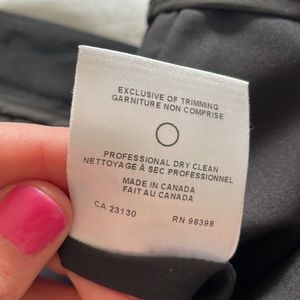 EXCLUSIVE OF TRIMMING
GARNITURE NON COMPRISE
PROFESSIONAL DRY CLEAN
NETTOYAGE À SEC PROFESSIONNEL
MADE IN CANADA
FAIT AU CANADA
CA 23130 RN 98398